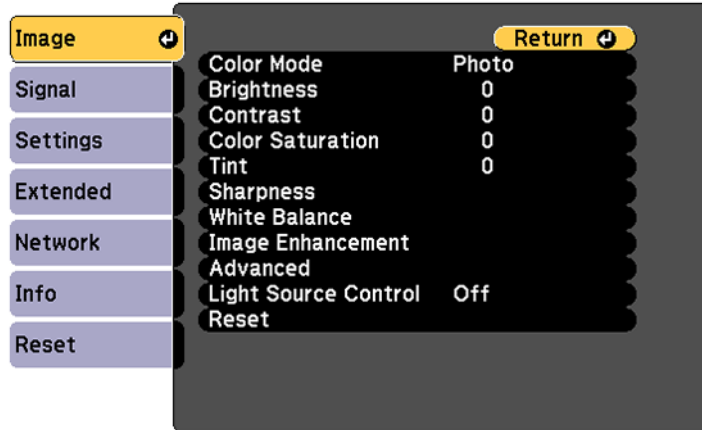 Image
Signal
Settings
Extended
Network
Info
Reset
Return
Color Mode Photo
Brightness 0
Contrast 0
Color Saturation 0
Tint 0
Sharpness
White Balance
Image Enhancement
Advanced
Light Source Control Off
Reset